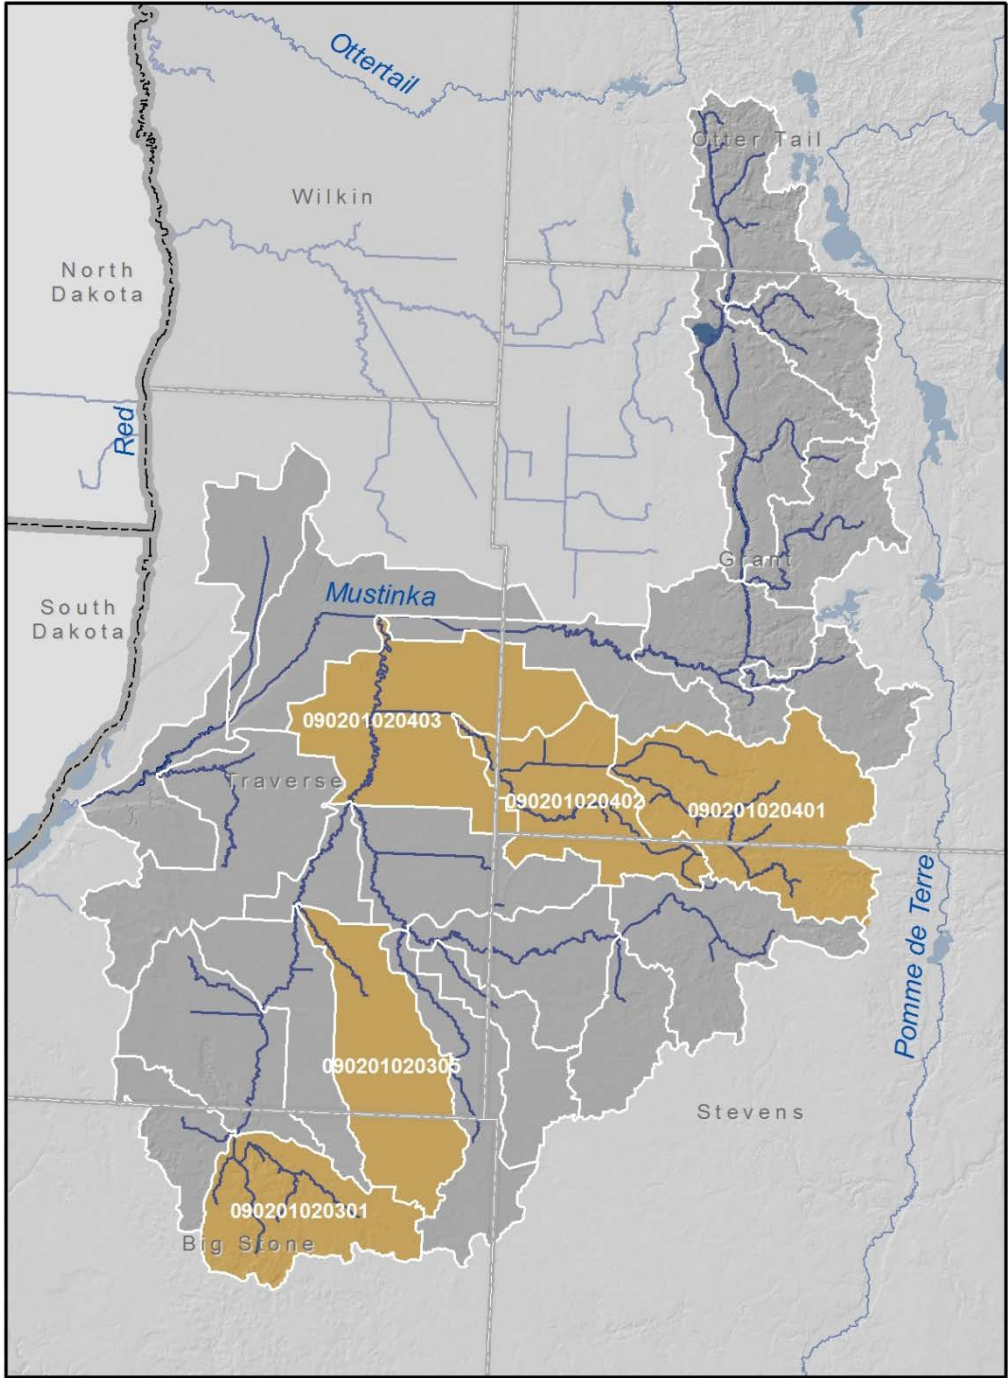 Ottertail
Otter Tail
Wilkin
North
Dakota
Red
Grant
Mustinka
South
Dakota
090201020403
Traverse
090201020402
090201020401
Pomme de Terre
090201020305
Stevens
090201020301
Big Stone